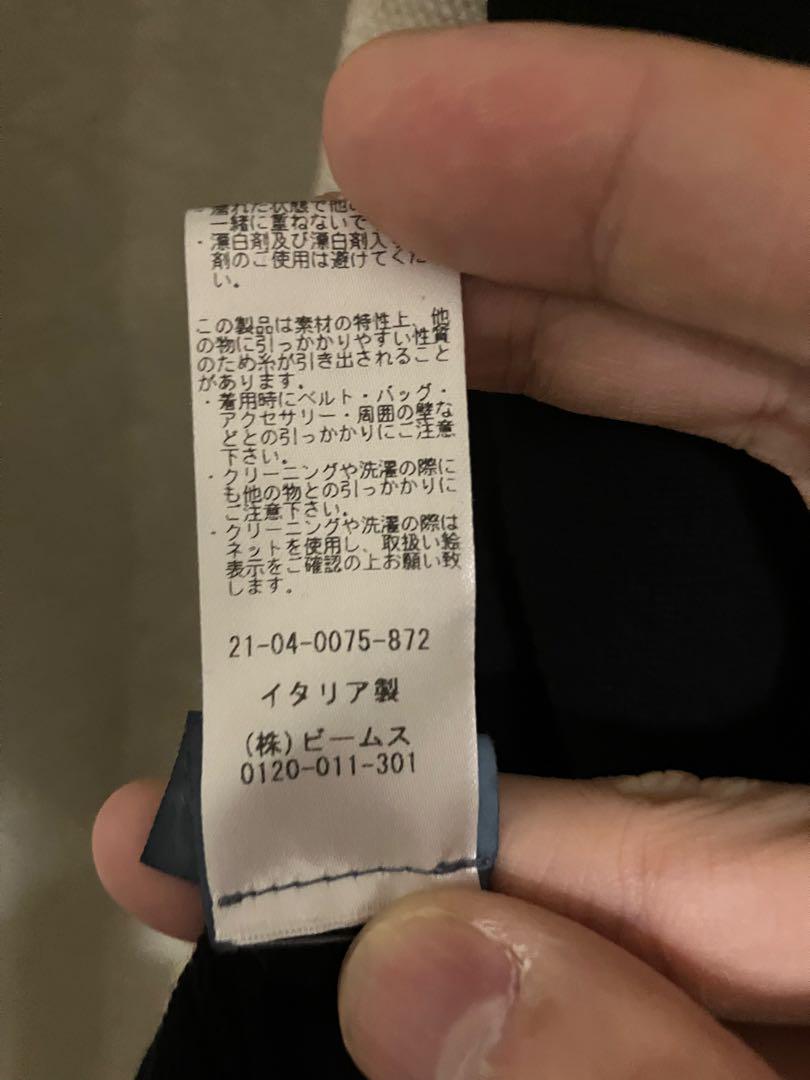 濡れた状態で他の
一緒に重ねないで
・漂白剤及び漂白剤入り
剤のご使用は避けてくだ
い。
この製品は素材の特性上、他
の物に引っかかりやすい性質
のため糸が引き出されること
があります。
・着用時にベルト・バッグ・
アクセサリー・周囲の壁な
どとの引っかかりにご注意
下さい。
・クリーニングや洗濯の際に
も他の物との引っかかりに
ご注意下さい。
・クリーニングや洗濯の際は
ネットを使用し、取扱い絵
表示をご確認の上お願い致
します。
21-04-0075-872
イタリア製
(株)ビームス
0120-011-301